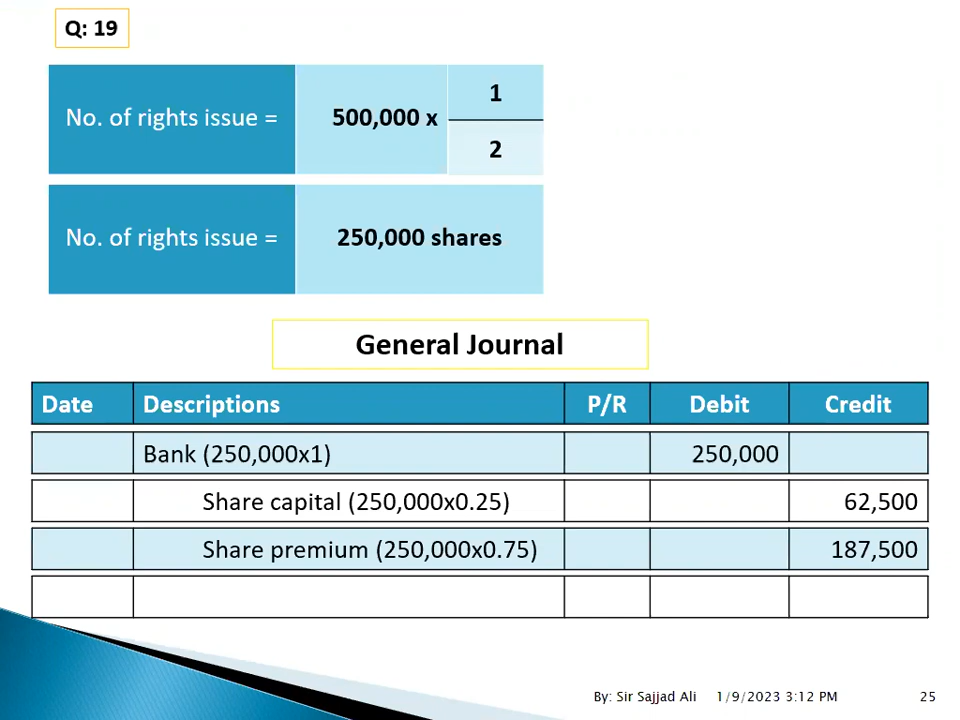 Q: 19
No. of rights issue = 500,000 x 1
2
No. of rights issue = 250,000 shares
General Journal
Date Descriptions P/R Debit Credit
Bank (250,000x1) 250,000
Share capital (250,000x0.25) 62,500
Share premium (250,000x0.75) 187,500
By: Sir Sajjad Ali 1/9/2023 3:12 PM 25